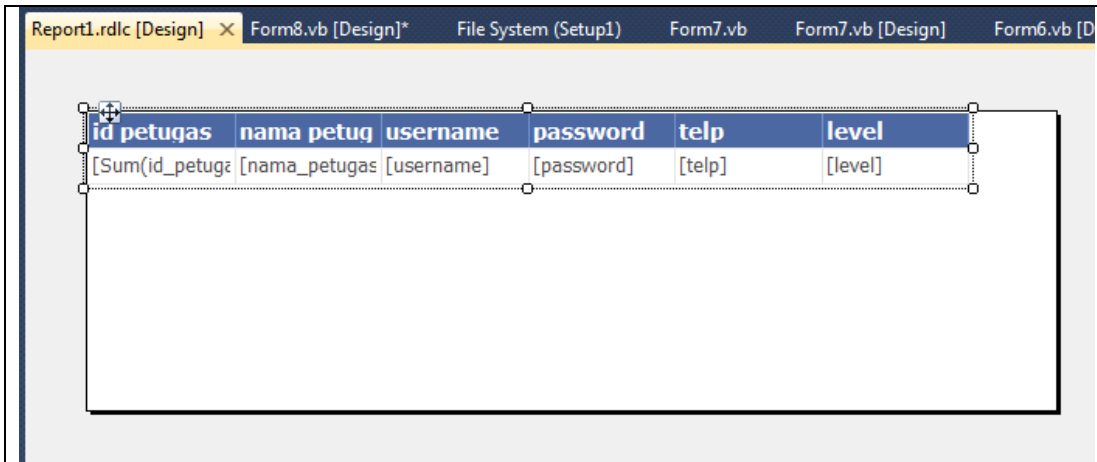 Report1.rdlc [Design] Form8.vb [Design]* File System (Setup1) Form7.vb Form7.vb [Design] Form6.vb [D
id petugas nama petug username password telp level
[Sum(id_petuga [nama_petugas [username] [password] [telp] [level]